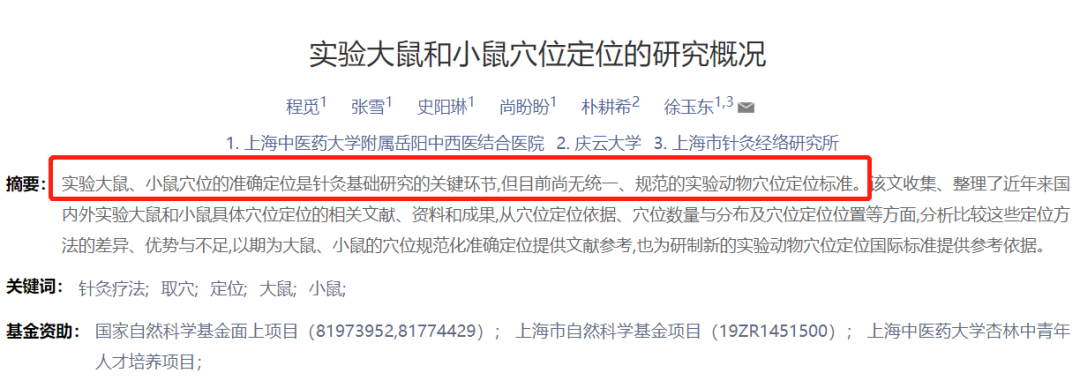 实验大鼠和小鼠穴位定位的研究概况
程觅1 张雪1 史阳琳1 尚盼盼1 朴耕希2 徐玉东1,3
1. 上海中医药大学附属岳阳中西医结合医院 2. 庆云大学 3. 上海市针灸经络研究所
摘要： 实验大鼠、小鼠穴位的准确定位是针灸基础研究的关键环节,但目前尚无统一、规范的实验动物穴位定位标准。该文收集、整理了近年来国
内外实验大鼠和小鼠具体穴位定位的相关文献、资料和成果,从穴位定位依据、穴位数量与分布及穴位定位位置等方面,分析比较这些定位方
法的差异、优势与不足,以期为大鼠、小鼠的穴位规范化准确定位提供文献参考,也为研制新的实验动物穴位定位国际标准提供参考依据。
关键词： 针灸疗法; 取穴; 定位; 大鼠; 小鼠;
基金资助： 国家自然科学基金面上项目（81973952,81774429）； 上海市自然科学基金项目（19ZR1451500）； 上海中医药大学杏林中青年
人才培养项目；